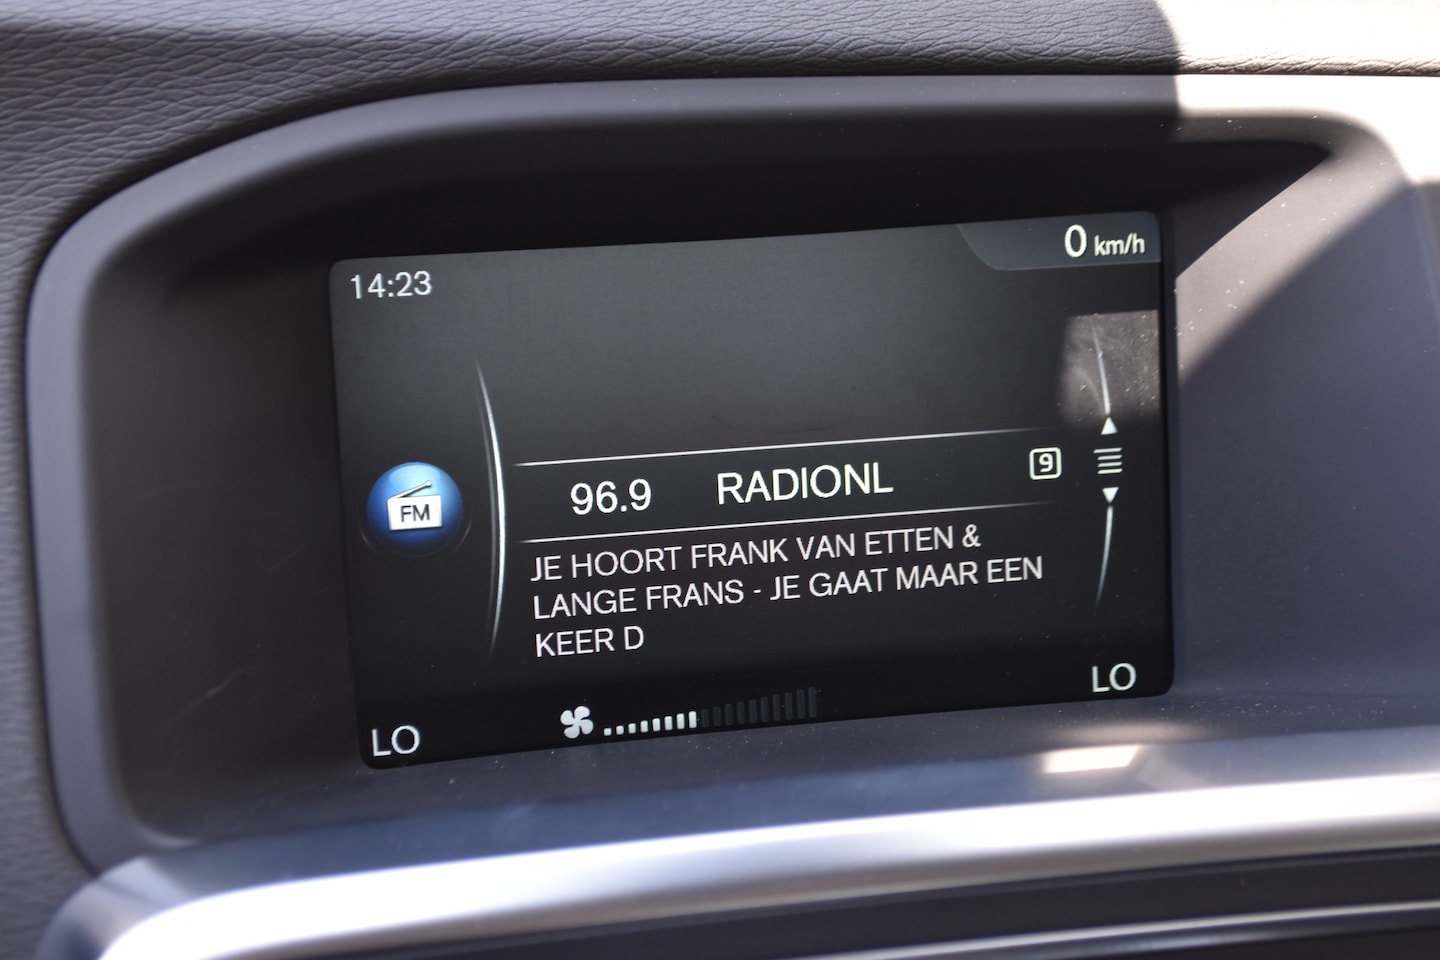 14:23
0 km/h
96.9 RADIONL 9
FM
JE HOORT FRANK VAN ETTEN &
LANGE FRANS - JE GAAT MAAR EEN
KEER D
LO
LO